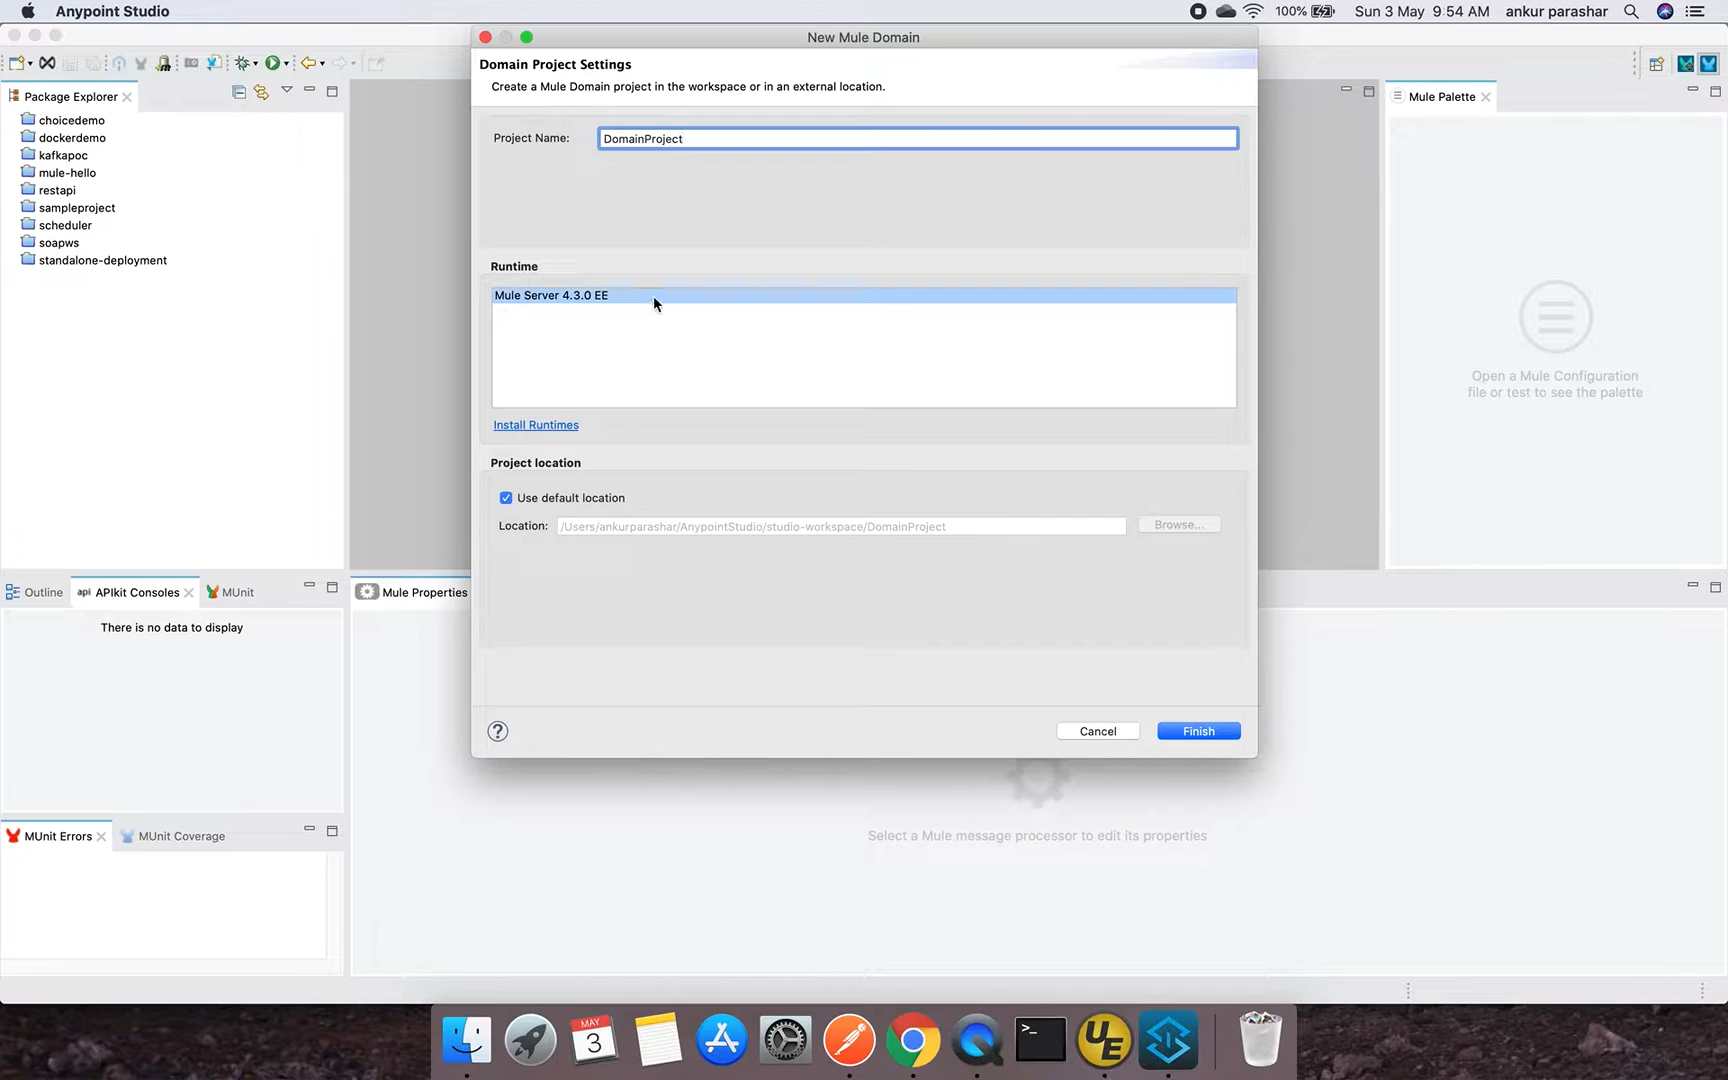 Anypoint Studio
100%
Sun 3 May 9:54 AM
ankur parashar
New Mule Domain
Domain Project Settings
Create a Mule Domain project in the workspace or in an external location.
Package Explorer
choicedemo
dockerdemo
kafkapoc
mule-hello
restapi
sampleproject
scheduler
soapws
standalone-deployment
Project Name:
DomainProject
Runtime
Mule Server 4.3.0 EE
Install Runtimes
Project location
Use default location
Location:
/Users/ankurparashar/AnypointStudio/studio-workspace/DomainProject
Browse...
Cancel
Finish
?
Mule Palette
Open a Mule Configuration
file or test to see the palette
Outline
api APIkit Consoles
MUnit
There is no data to display
Mule Properties
Select a Mule message processor to edit its properties
MUnit Errors
MUnit Coverage
MAY
3
>_
UE